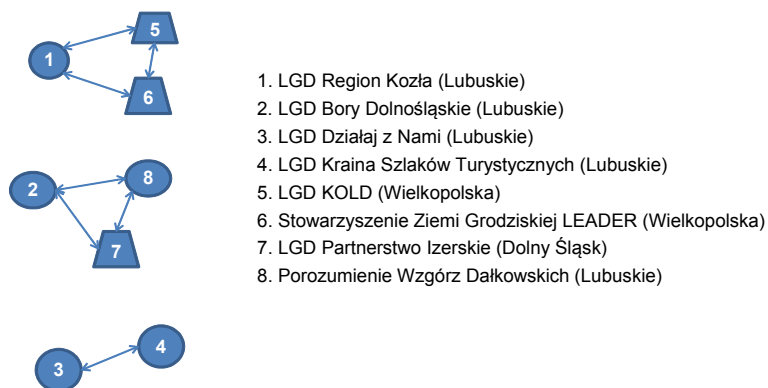 5
1
6
2
8
7
4
3
1. LGD Region Kozła (Lubuskie)
2. LGD Bory Dolnośląskie (Lubuskie)
3. LGD Działaj z Nami (Lubuskie)
4. LGD Kraina Szlaków Turystycznych (Lubuskie)
5. LGD KOLD (Wielkopolska)
6. Stowarzyszenie Ziemi Grodziskiej LEADER (Wielkopolska)
7. LGD Partnerstwo Izerskie (Dolny Śląsk)
8. Porozumienie Wzgórz Dałkowskich (Lubuskie)